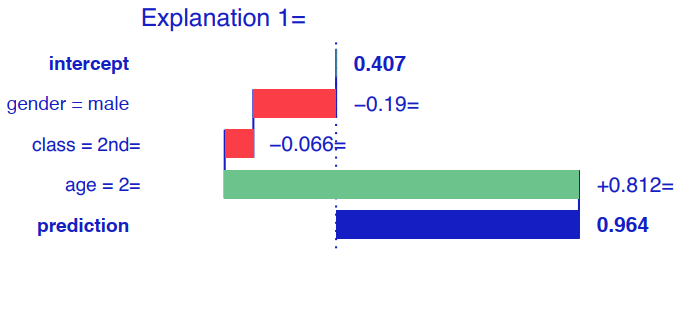 Explanation 1=
intercept 0.407
gender = male −0.19=
class = 2nd= −0.066=
age = 2= +0.812=
prediction 0.964